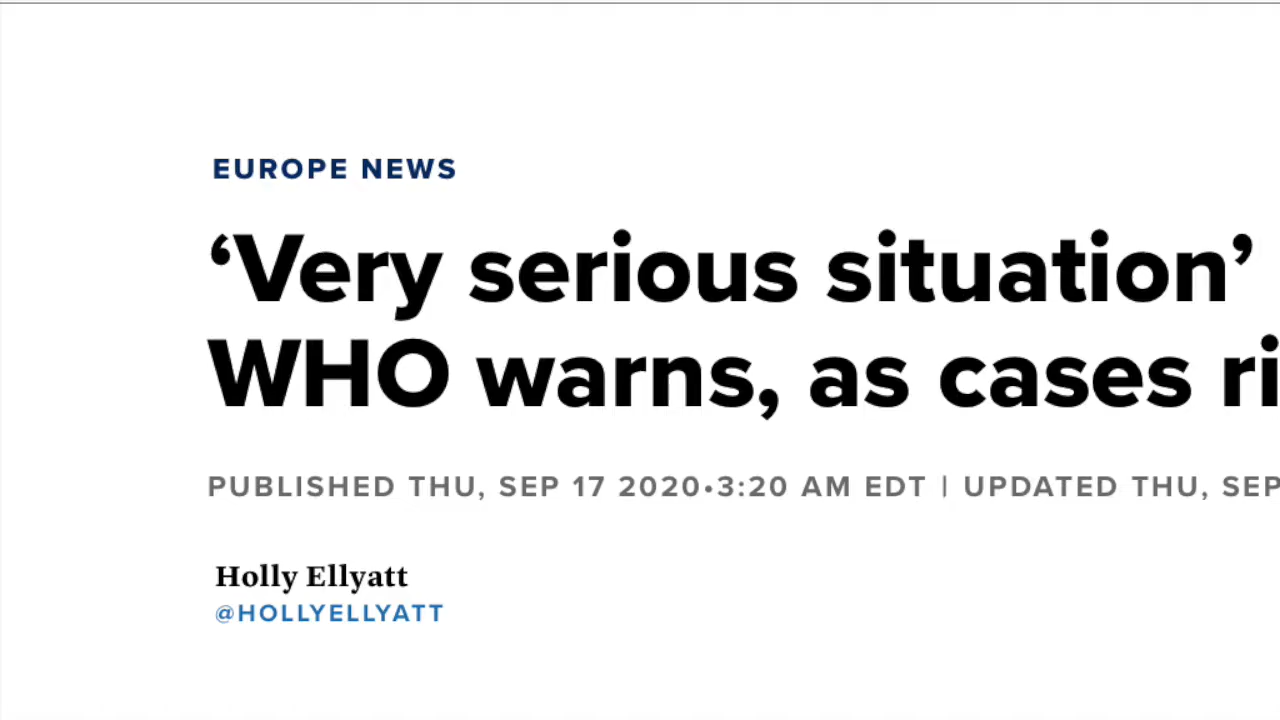 EUROPE NEWS
‘Very serious situation’
WHO warns, as cases
PUBLISHED THU, SEP 17 2020•3:20 AM EDT | UPDATED THU, SEP
Holly Ellyatt
@HOLLYELLYATT